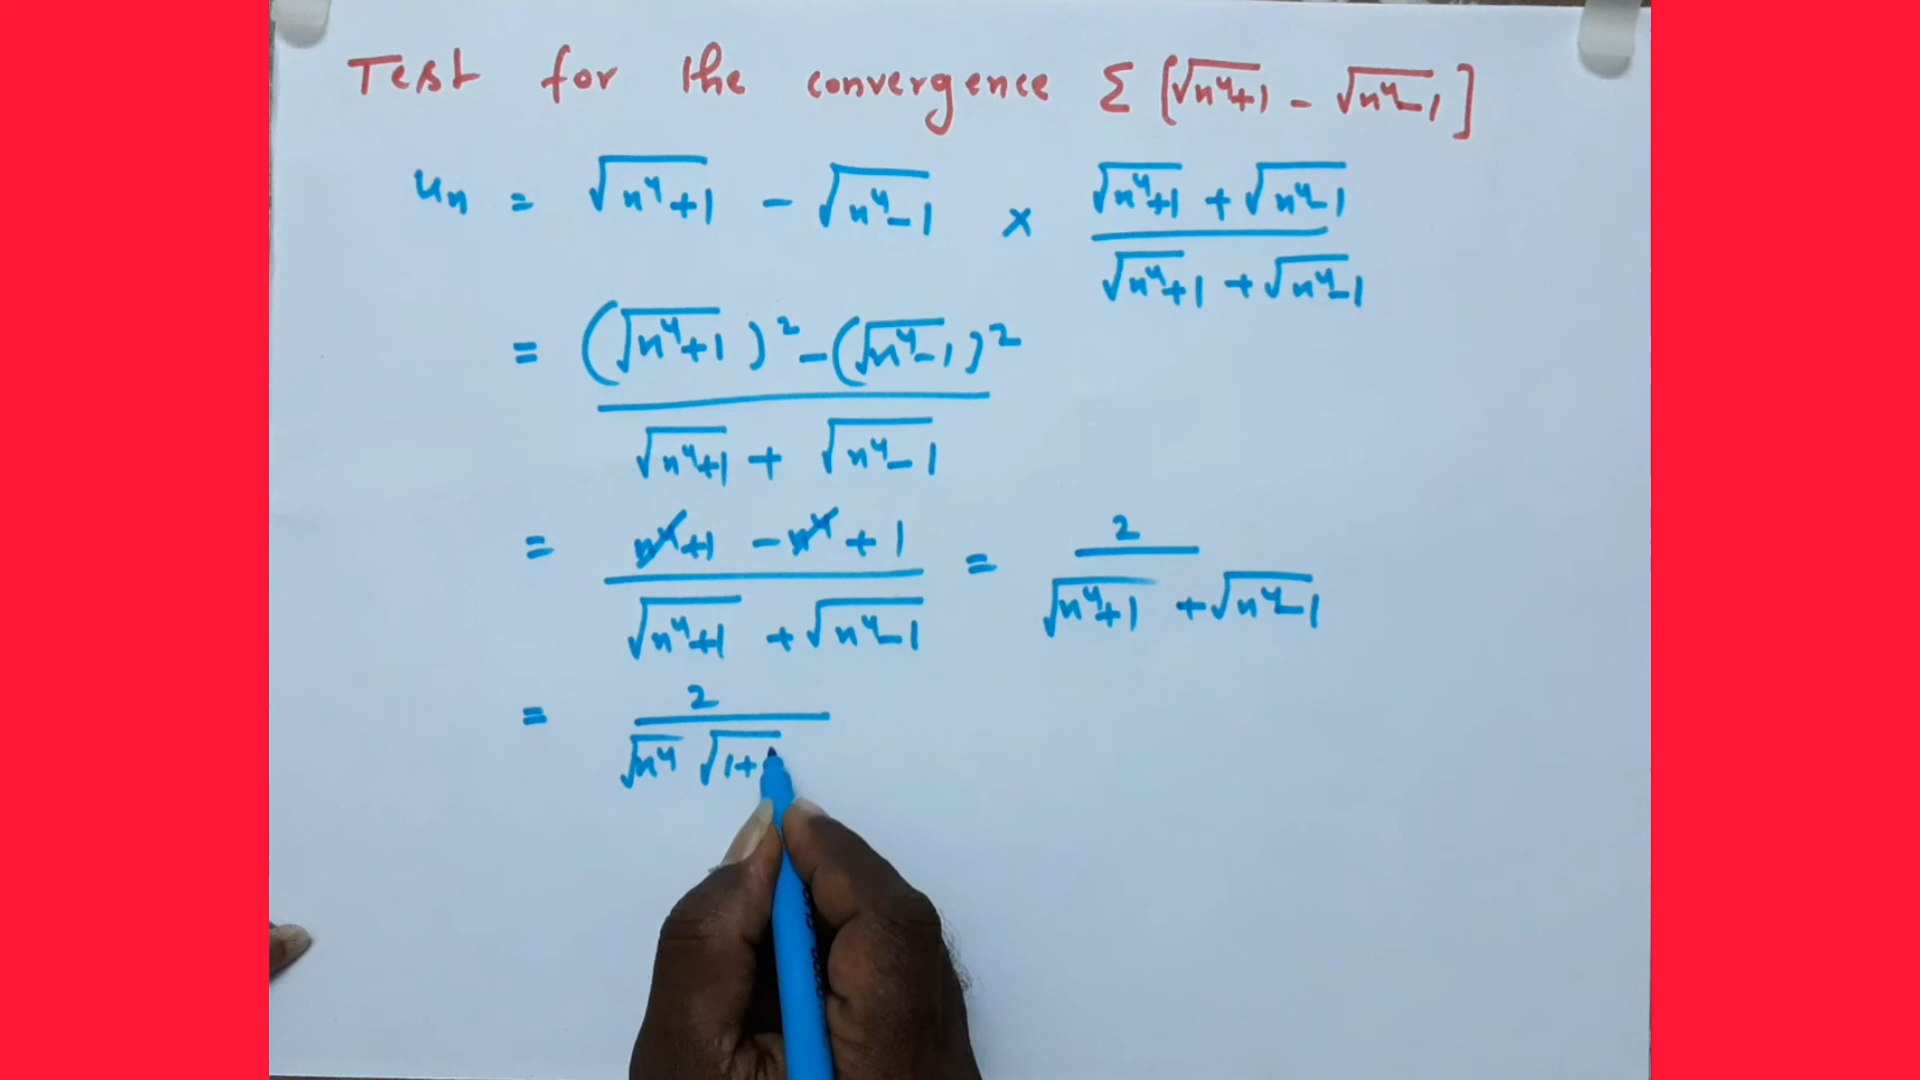 Test for the convergence Σ [√n⁴+1 - √n⁴-1]
uₙ = √n⁴+1 - √n⁴-1 × (√n⁴+1 + √n⁴-1) / (√n⁴+1 + √n⁴-1)
= (√n⁴+1)² - (√n⁴-1)² / (√n⁴+1 + √n⁴-1)
= (n⁴+1 - n⁴+1) / (√n⁴+1 + √n⁴-1) = 2 / (√n⁴+1 + √n⁴-1)
= 2 / √n⁴ √1+